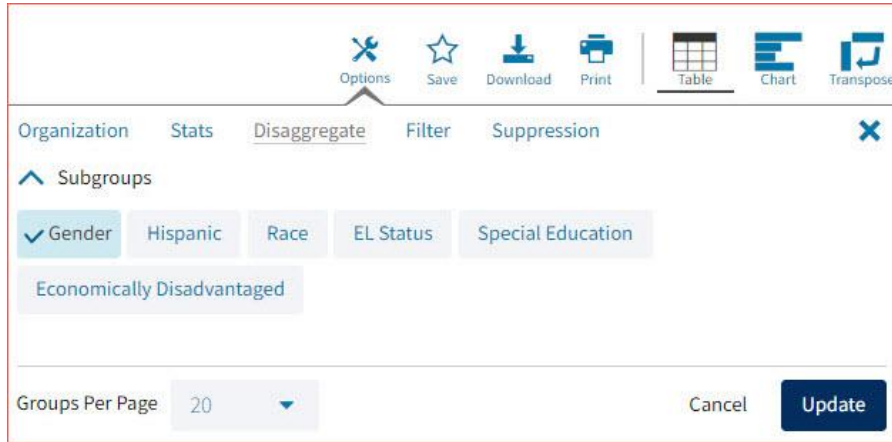 Options Save Download Print Table Chart Transpose
Organization Stats Disaggregate Filter Suppression
Subgroups
Gender Hispanic Race EL Status Special Education
Economically Disadvantaged
Groups Per Page 20 Cancel Update